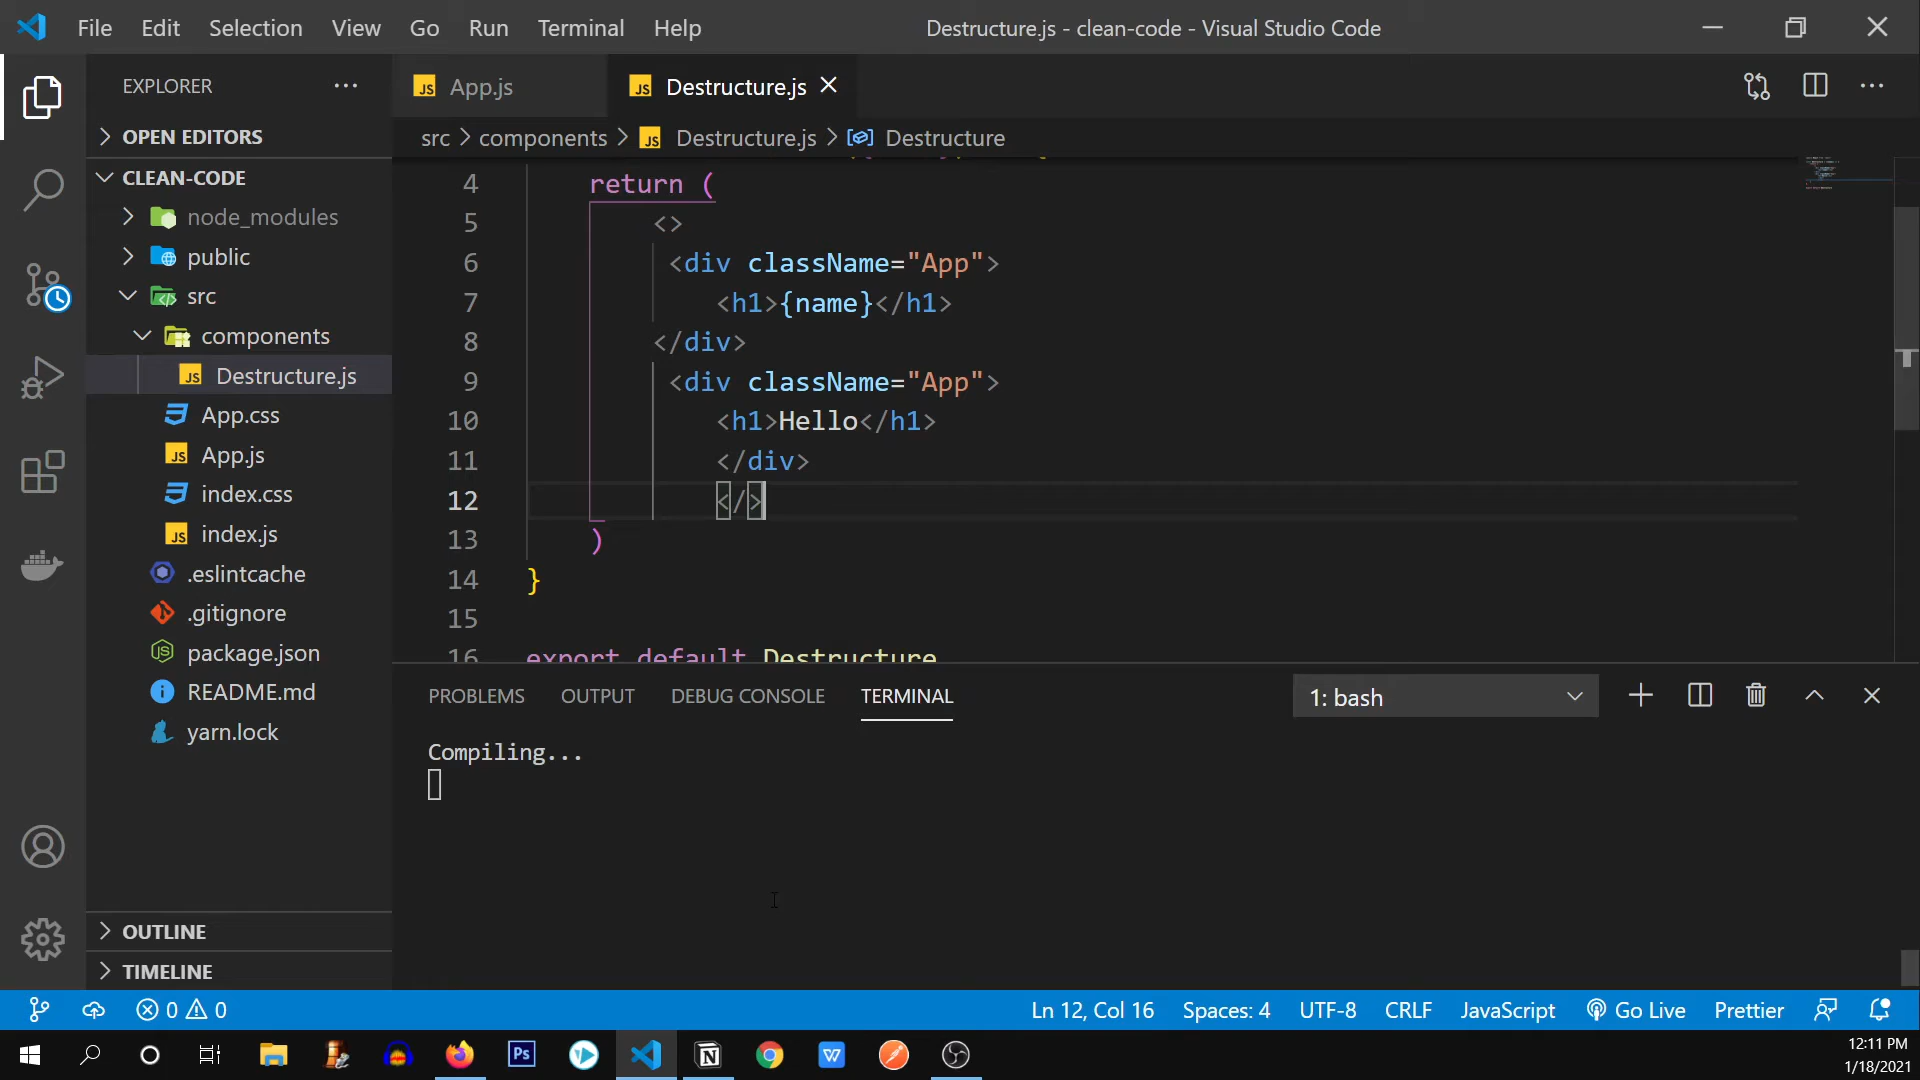 File Edit Selection View Go Run Terminal Help
Destructure.js - clean-code - Visual Studio Code
EXPLORER
OPEN EDITORS
CLEAN-CODE
node_modules
public
src
components
Destructure.js
App.css
App.js
index.css
index.js
.eslintcache
.gitignore
package.json
README.md
yarn.lock
OUTLINE
TIMELINE
JS App.js JS Destructure.js
src > components > JS Destructure.js > Destructure
4 return (
5 <>
6 <div className="App">
7 <h1>{name}</h1>
8 </div>
9 <div className="App">
10 <h1>Hello</h1>
11 </div>
12 </>
13 )
14 }
15
16 export default Destructure
PROBLEMS OUTPUT DEBUG CONSOLE TERMINAL
1: bash
Compiling...
0 0
Ln 12, Col 16 Spaces: 4 UTF-8 CRLF JavaScript Go Live Prettier
Ps
12:11 PM
1/18/2021